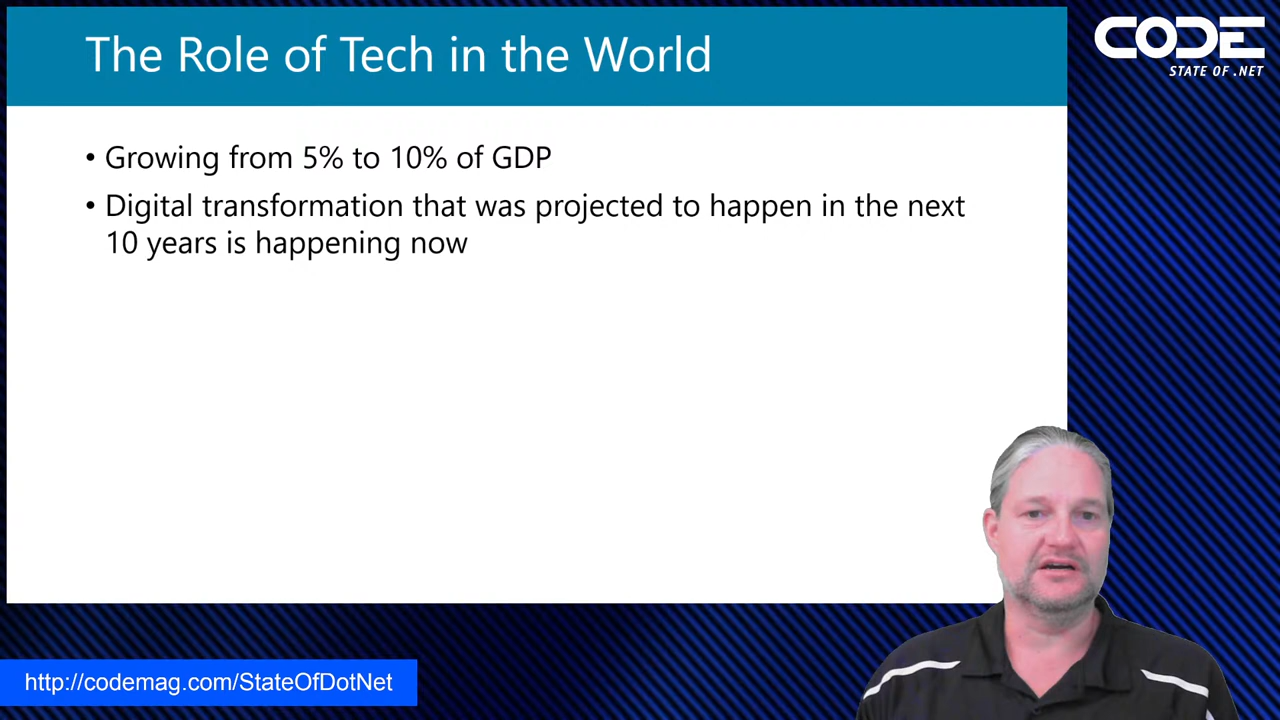 The Role of Tech in the World
CODE
STATE OF .NET
• Growing from 5% to 10% of GDP
• Digital transformation that was projected to happen in the next
10 years is happening now
http://codemag.com/StateOfDotNet